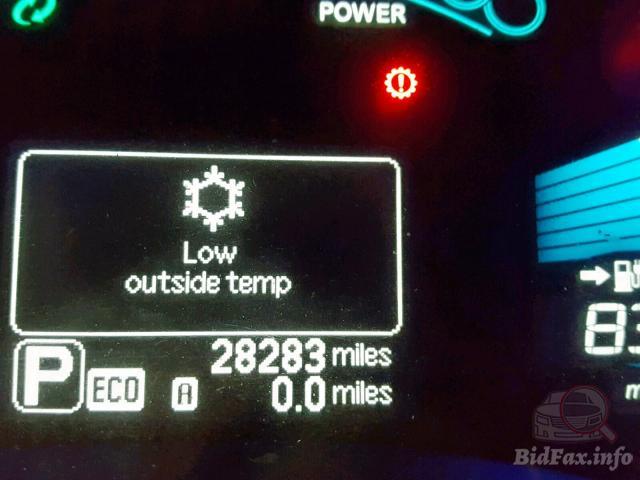 POWER
Low
outside temp
28283 miles
P ECO A 0.0 miles
BidFax.info